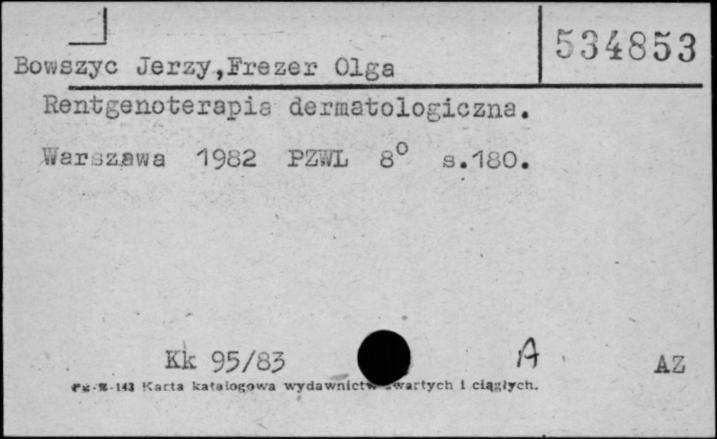 534853
Bowszyc Jerzy,Frezer Olga
Rentgenoterapia dermatologiczna.
Warszawa 1982 PZWL 8° s.180.
Kk 95/83 A AZ
Karta katalogowa wydawnictw zwartych i ciągłych.